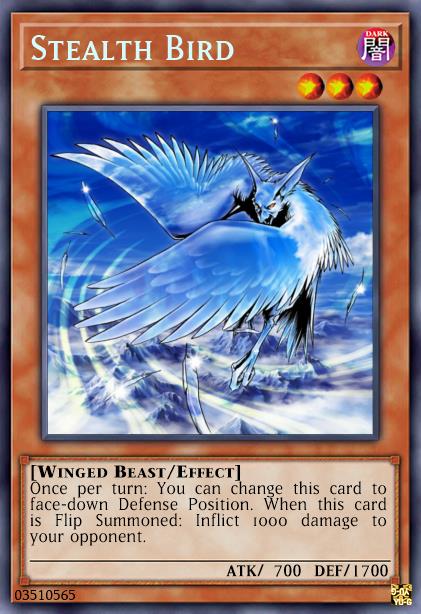 STEALTH BIRD
DARK
闇
[WINGED BEAST/EFFECT]
Once per turn: You can change this card to
face-down Defense Position. When this card
is Flip Summoned: Inflict 1000 damage to
your opponent.
ATK/ 700 DEF/1700
03510565